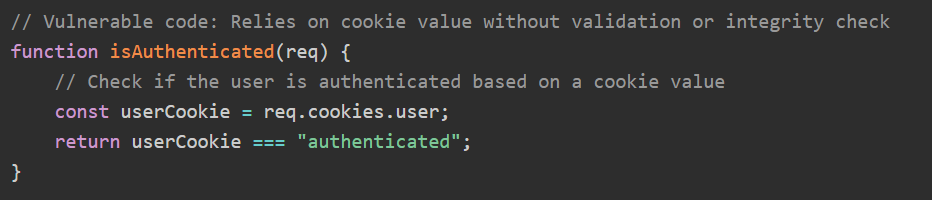 // Vulnerable code: Relies on cookie value without validation or integrity check
function isAuthenticated(req) {
    // Check if the user is authenticated based on a cookie value
    const userCookie = req.cookies.user;
    return userCookie === "authenticated";
}